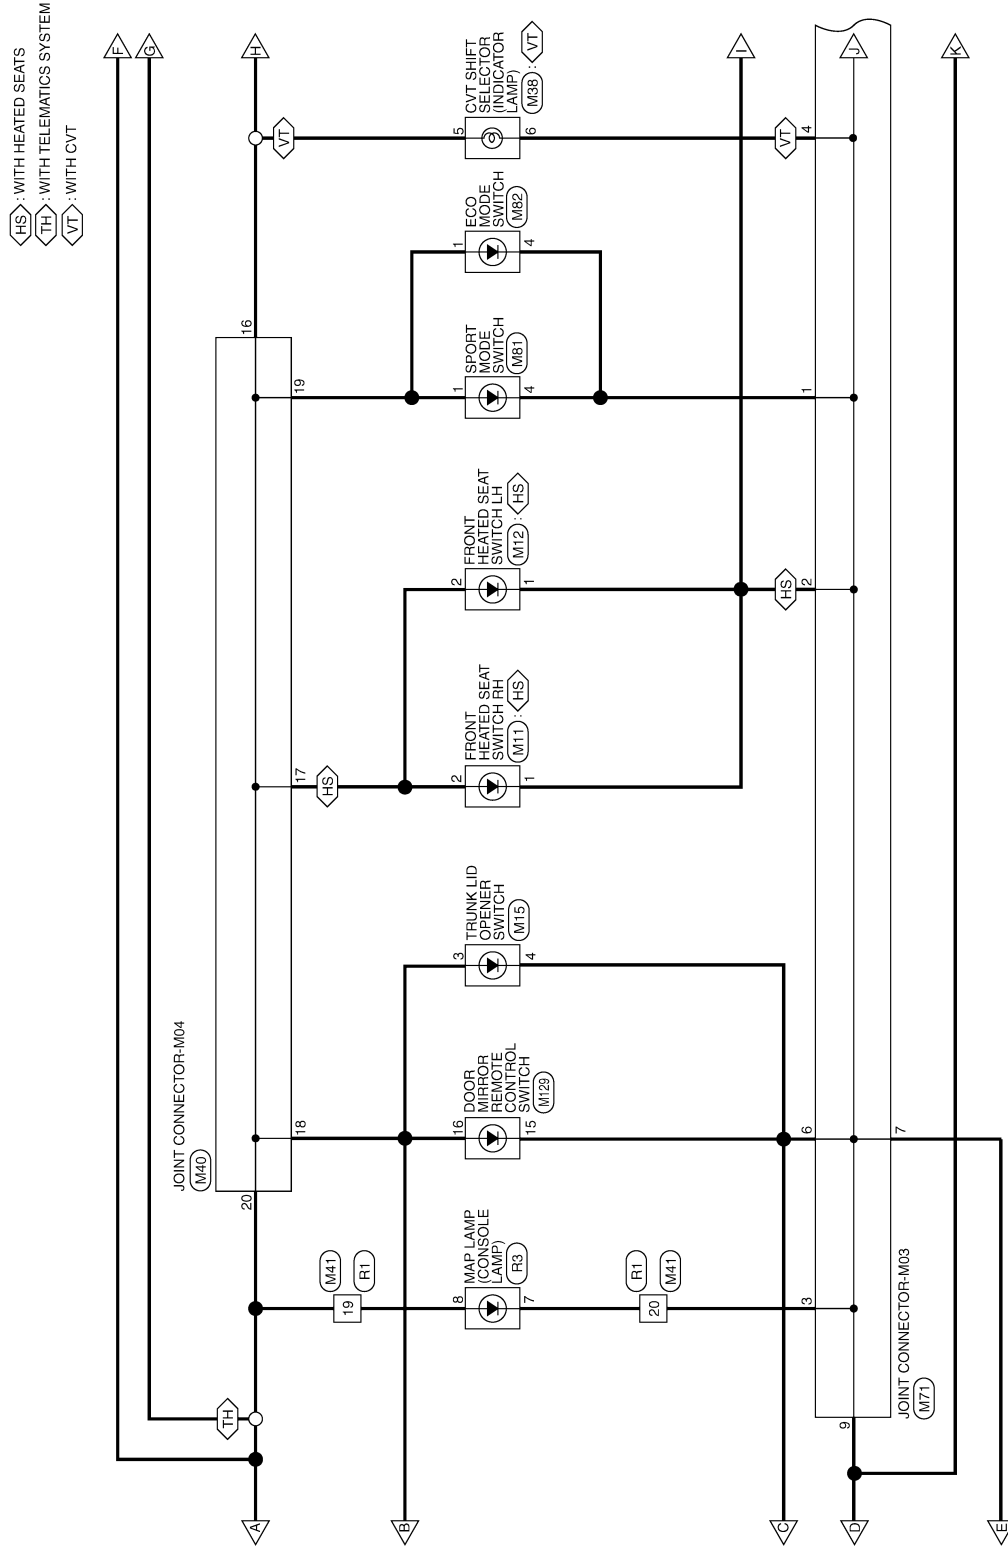 HS : WITH HEATED SEATS
TH : WITH TELEMATICS SYSTEM
VT : WITH CVT
F
G
A
TH
20
JOINT CONNECTOR-M04
M40
16
VT
H
18
17
HS
19
B
M41
R1
19
8
MAP LAMP
(CONSOLE
LAMP)
R3
7
R1
M41
20
3
16
DOOR
MIRROR
REMOTE
CONTROL
SWITCH
M129
15
6
3
TRUNK LID
OPENER
SWITCH
M15
4
2
FRONT
HEATED SEAT
SWITCH RH
M11 : HS
1
2
FRONT
HEATED SEAT
SWITCH LH
M12 : HS
1
HS
2
1
SPORT
MODE
SWITCH
M81
4
1
1
ECO
MODE
SWITCH
M82
4
5
CVT SHIFT
SELECTOR
(INDICATOR
LAMP)
M38 : VT
6
VT
4
I
C
D
9
JOINT CONNECTOR-M03
M71
7
J
K
E